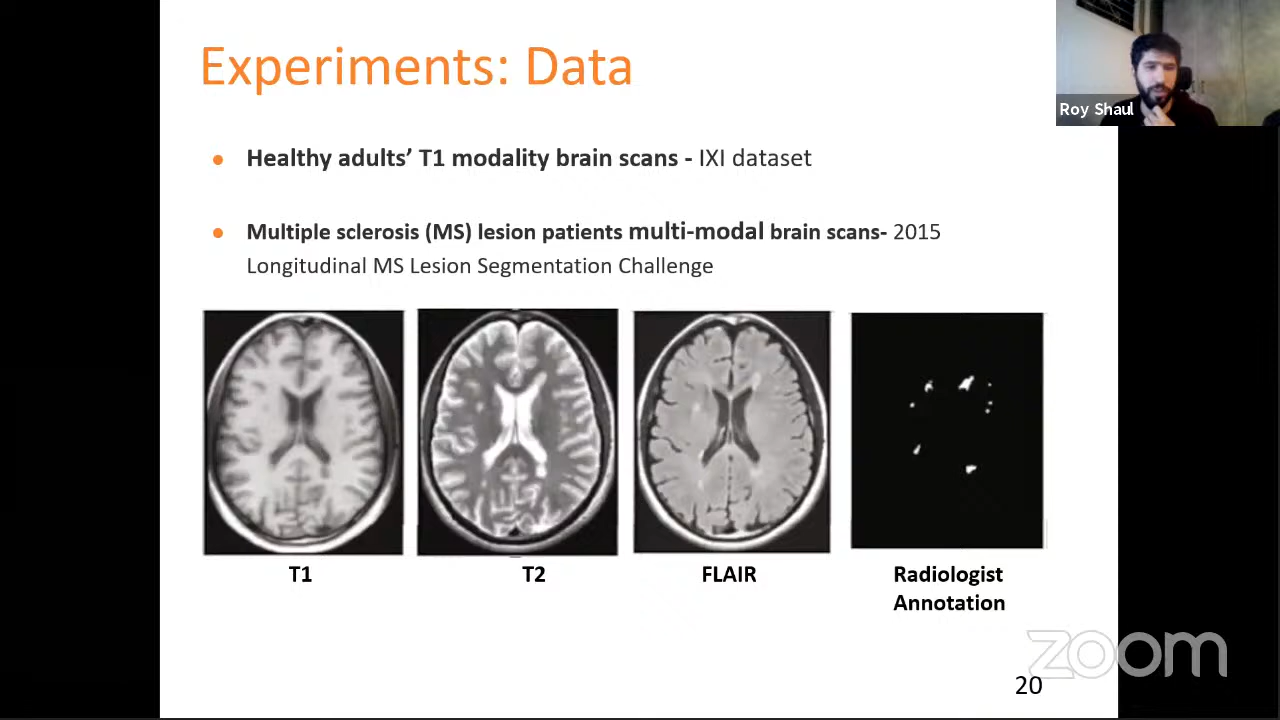 Experiments: Data
Roy Shaul
● Healthy adults’ T1 modality brain scans - IXI dataset
● Multiple sclerosis (MS) lesion patients multi-modal brain scans- 2015
Longitudinal MS Lesion Segmentation Challenge
T1
T2
FLAIR
Radiologist
Annotation
zoom
20